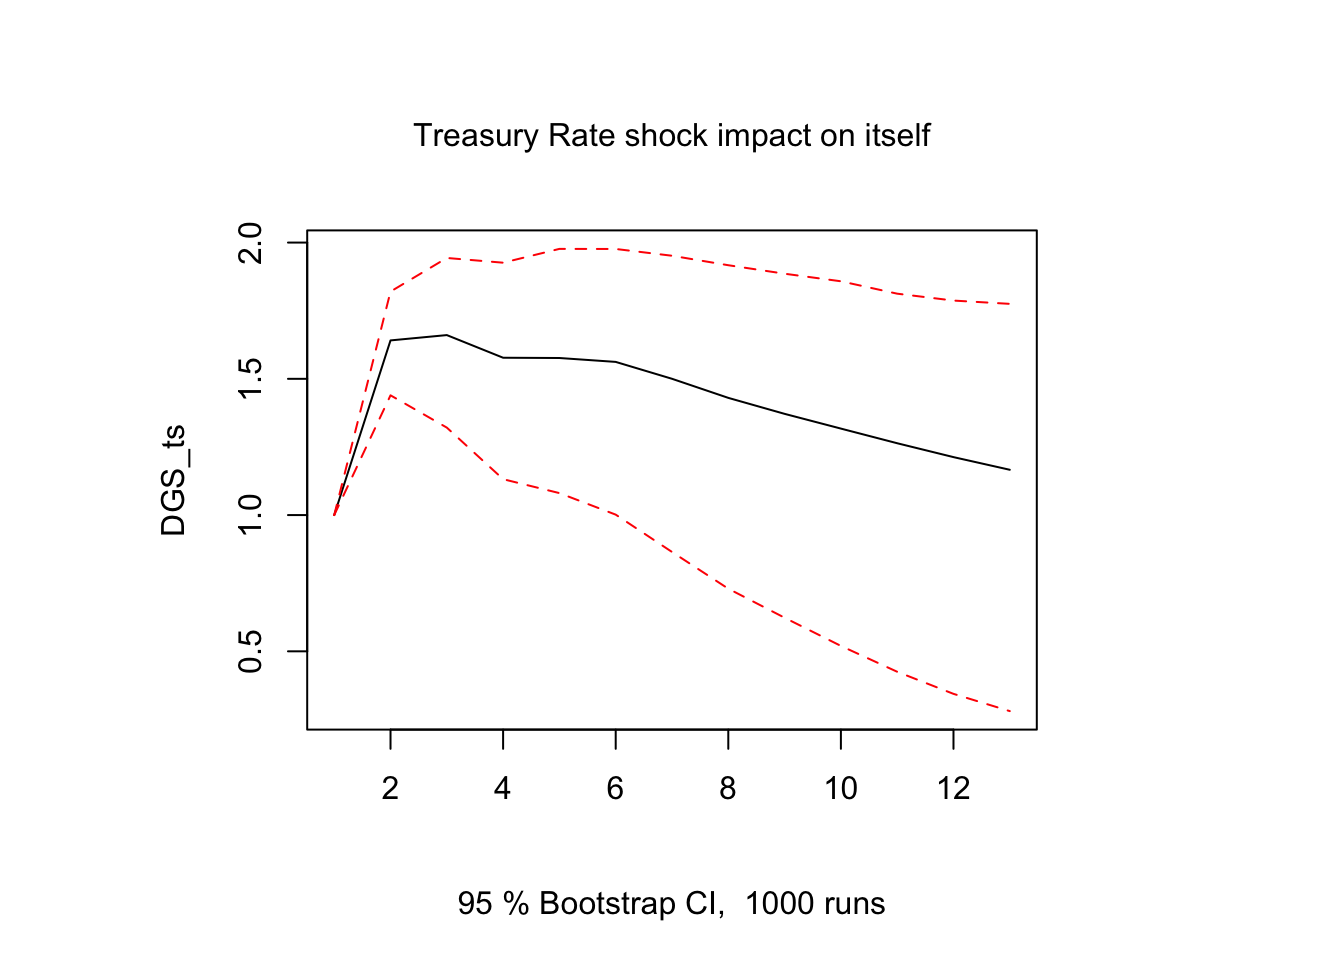 Treasury Rate shock impact on itself
DGS_ts
2.0
1.5
1.0
0.5
2 4 6 8 10 12
95 % Bootstrap CI,  1000 runs